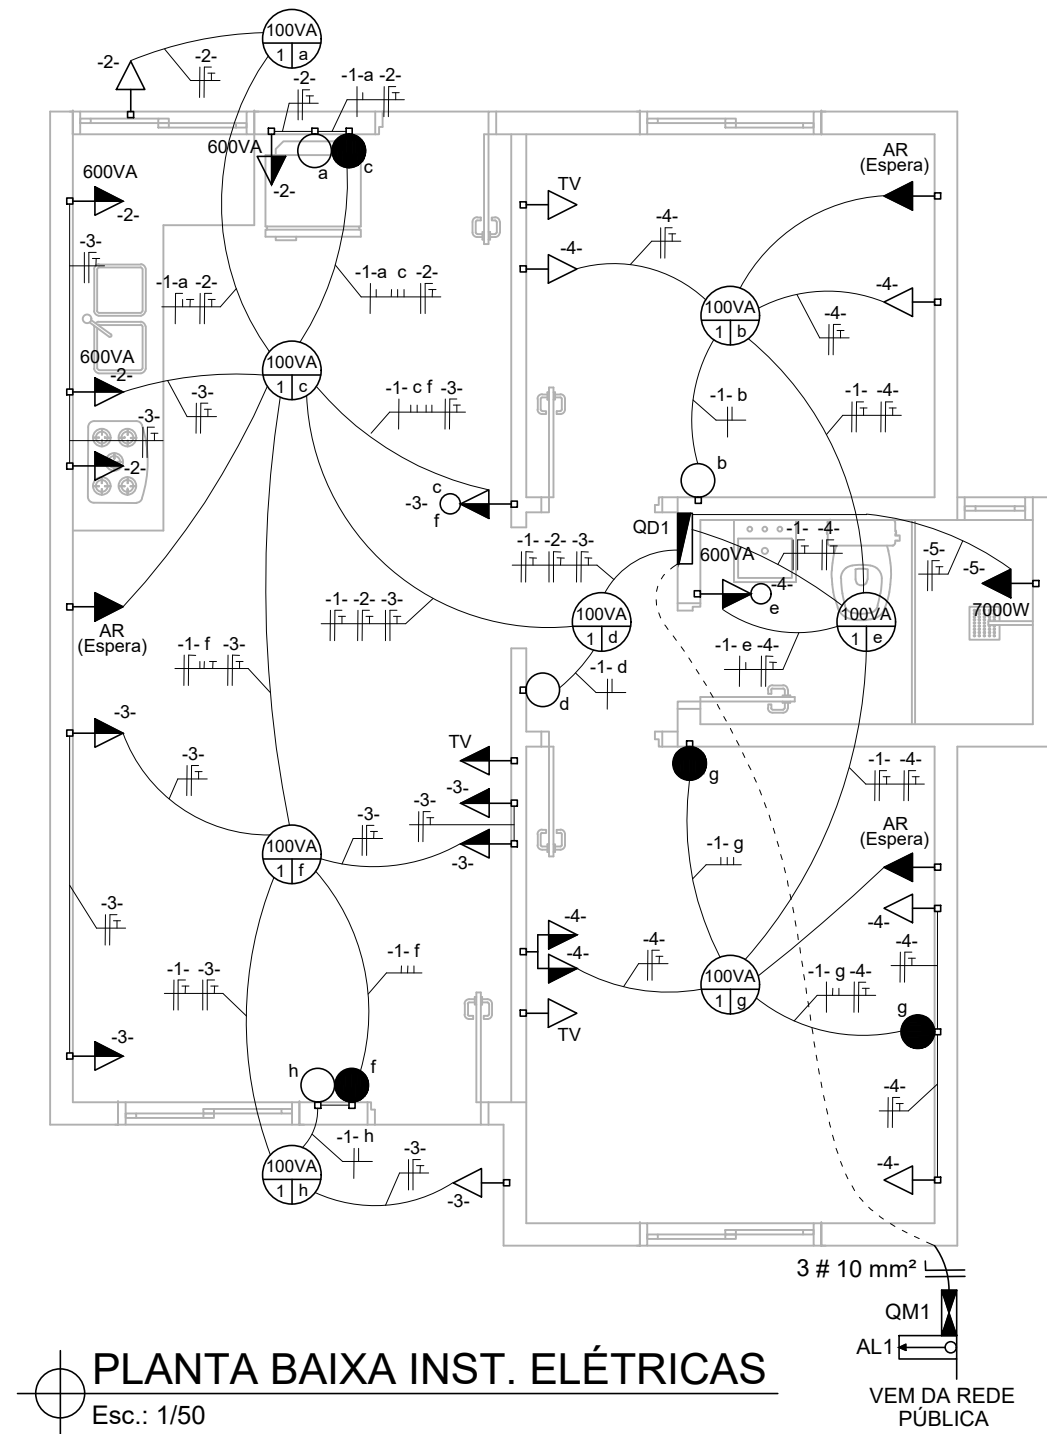 100VA
1 a
-2-
-2-
-2-
-1-a -2-
600VA
a
c
-2-
600VA
-2-
-3-
-1-a -2-
-1-a c -2-
600VA
-2-
-3-
-3-
-2-
100VA
1 c
-1- c f -3-
c
-3-
f
TV
-4-
-4-
AR
(Espera)
-4-
-4-
100VA
1 b
-1- b
-1- -4-
b
QD1
600VA
-1- -4-
-4-
e
-5-
-5-
7000W
-1- -2- -3-
-1- -2- -3-
100VA
1 d
100VA
1 e
-1- e -4-
-1- d
d
AR
(Espera)
-1- f -3-
-3-
-3-
TV
-3-
-3-
-3-
-3-
g
-1- -4-
AR
(Espera)
100VA
1 f
-1- g
-4-
-4-
-3-
-4-
-4-
-4-
-1- f
-1- -3-
100VA
1 g
-1- g -4-
g
TV
-3-
h
f
-4-
-4-
100VA
1 h
-1- h
-3-
-3-
3 # 10 mm²
QM1
AL1
VEM DA REDE
PÚBLICA
PLANTA BAIXA INST. ELÉTRICAS
Esc.: 1/50